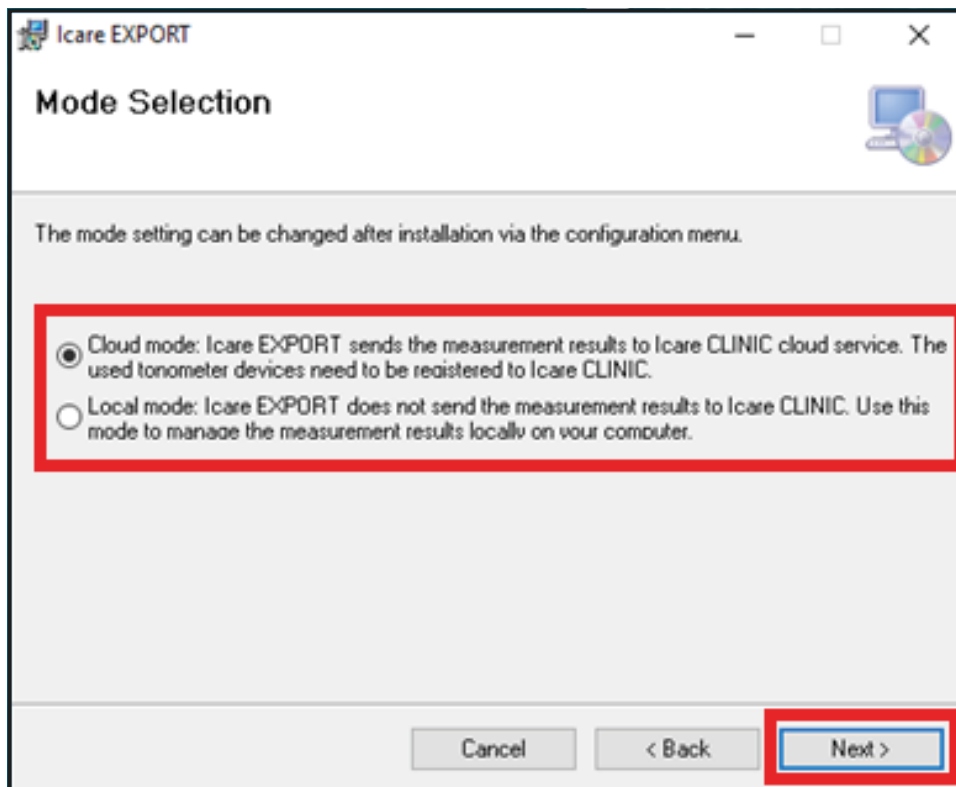 Icare EXPORT
Mode Selection
The mode setting can be changed after installation via the configuration menu.
Cloud mode: Icare EXPORT sends the measurement results to Icare CLINIC cloud service. The
used tonometer devices need to be registered to Icare CLINIC.
Local mode: Icare EXPORT does not send the measurement results to Icare CLINIC. Use this
mode to manage the measurement results locally on your computer.
Cancel
< Back
Next >